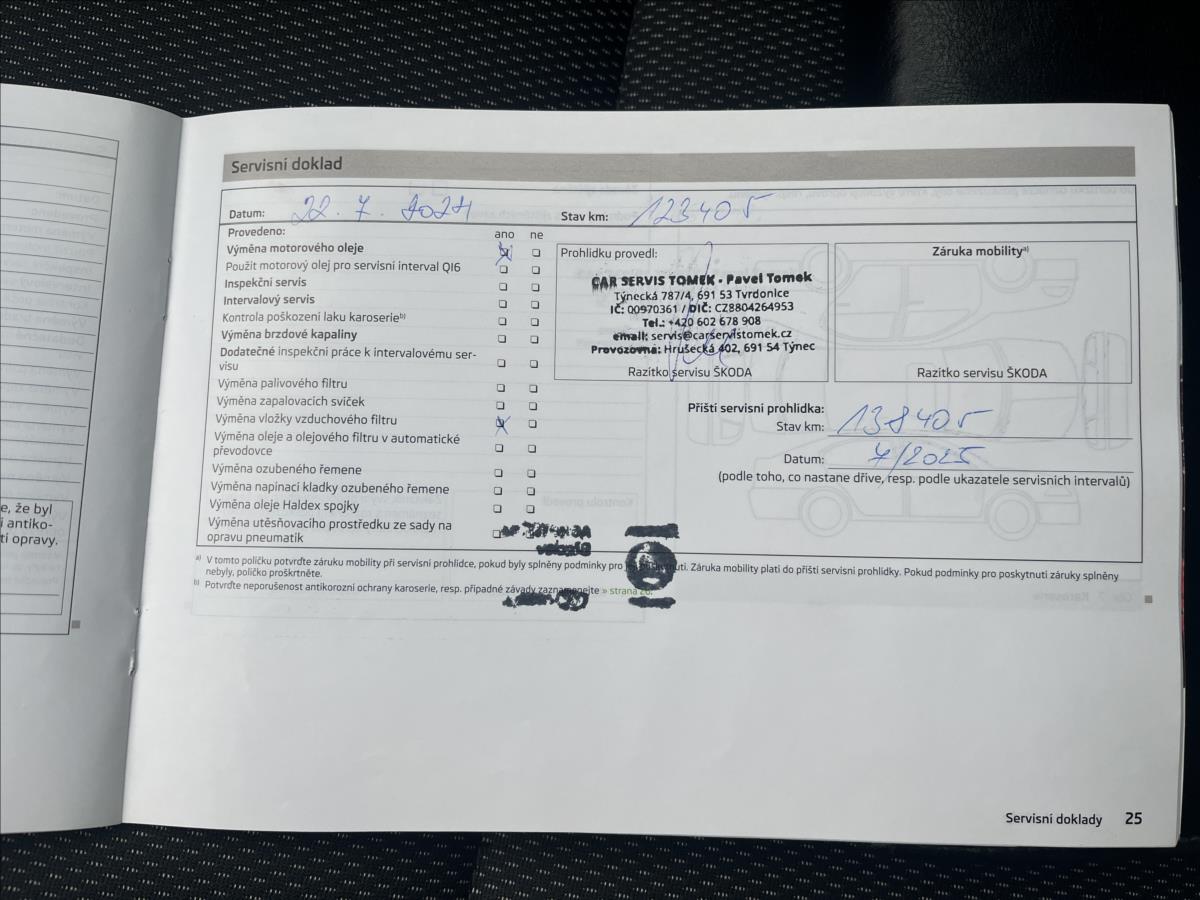 Servisní doklad
Datum: 22. 7. 2024 Stav km: 123405
Provedeno: ano ne
Výměna motorového oleje
Použit motorový olej pro servisní interval QI6
Inspekční servis
Intervalový servis
Kontrola poškození laku karoserie b)
Výměna brzdové kapaliny
Dodatečné inspekční práce k intervalovému ser-
visu
Výměna palivového filtru
Výměna zapalovacích svíček
Výměna vložky vzduchového filtru
Výměna oleje a olejového filtru v automatické
převodovce
Výměna ozubeného řemene
Výměna napínací kladky ozubeného řemene
Výměna oleje Haldex spojky
Výměna utěsňovacího prostředku ze sady na
opravu pneumatik
Prohlídku provedl:
CAR SERVIS TOMEK - Pavel Tomek
Týnecká 787/4, 691 53 Tvrdonice
IČ: 00970361 / DIČ: CZ8804264953
Tel.: +420 602 678 908
email: servis@carservistomek.cz
Provozovna: Hrušecká 402, 691 54 Týnec
Razítko servisu ŠKODA
Záruka mobility a)
Razítko servisu ŠKODA
Příští servisní prohlídka:
Stav km: 138405
Datum: 7/2025
(podle toho, co nastane dříve, resp. podle ukazatele servisních intervalů)
a) V tomto políčku potvrďte záruku mobility při servisní prohlídce, pokud byly splněny podmínky pro její poskytnutí. Záruka mobility platí do příští servisní prohlídky. Pokud podmínky pro poskytnutí záruky splněny
nebyly, políčko proškrtněte.
b) Potvrďte neporušenost antikorozní ochrany karoserie, resp. případné závady zaznamenejte » strana 26.
e, že byl
í antiko-
ti opravy.
Servisní doklady 25